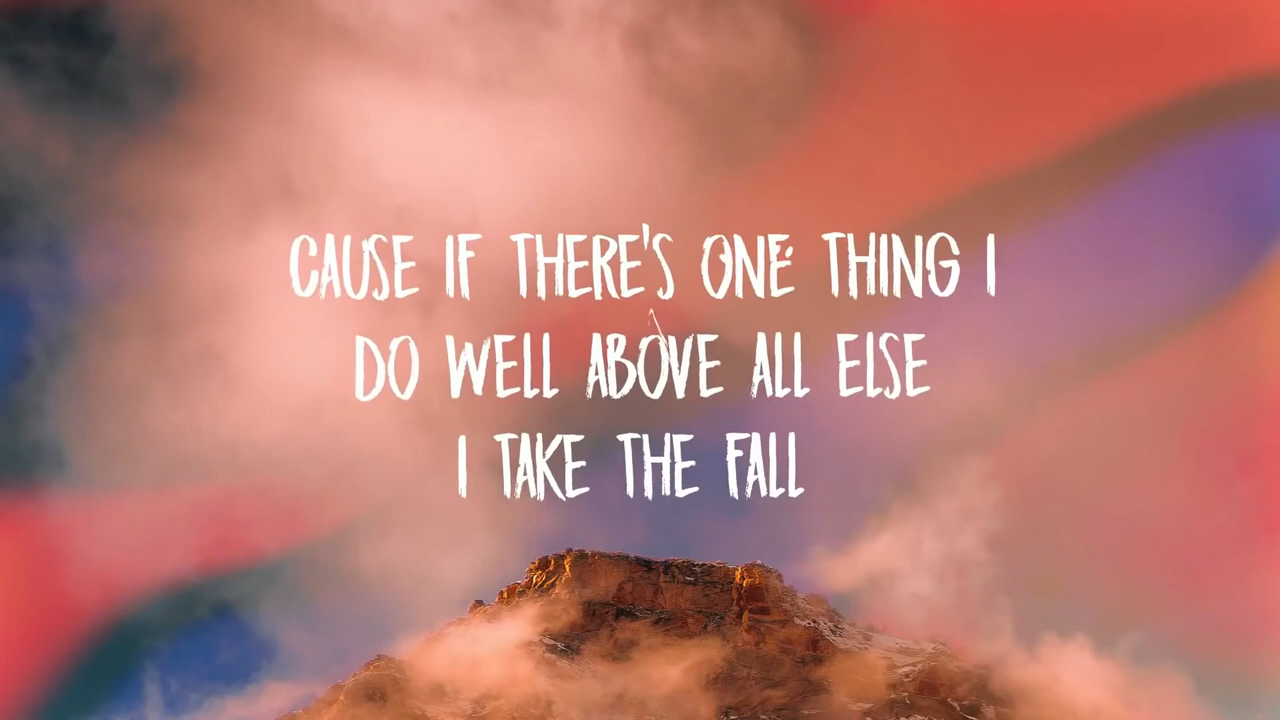 CAUSE IF THERE'S ONE THING I
DO WELL ABOVE ALL ELSE
I TAKE THE FALL